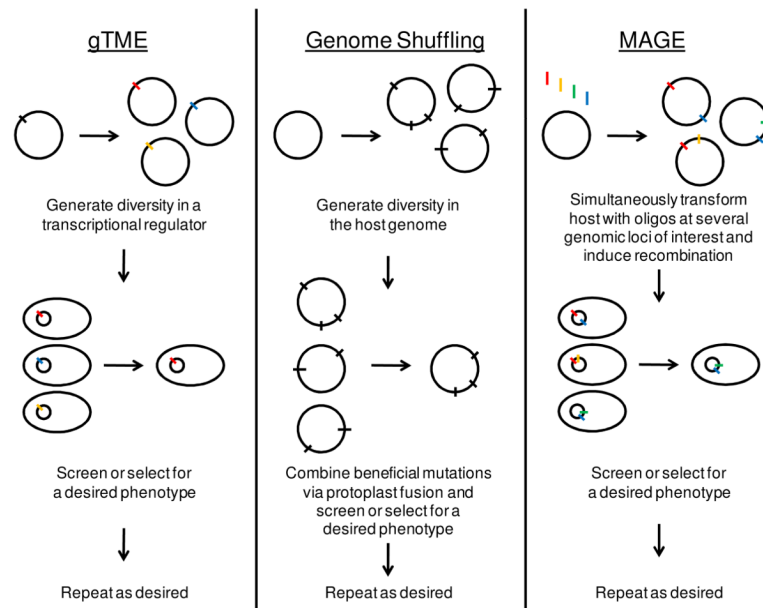 gTME
Generate diversity in a
transcriptional regulator
Screen or select for
a desired phenotype
Repeat as desired
Genome Shuffling
Generate diversity in
the host genome
Combine beneficial mutations
via protoplast fusion and
screen or select for a
desired phenotype
Repeat as desired
MAGE
Simultaneously transform
host with oligos at several
genomic loci of interest and
induce recombination
Screen or select for
a desired phenotype
Repeat as desired